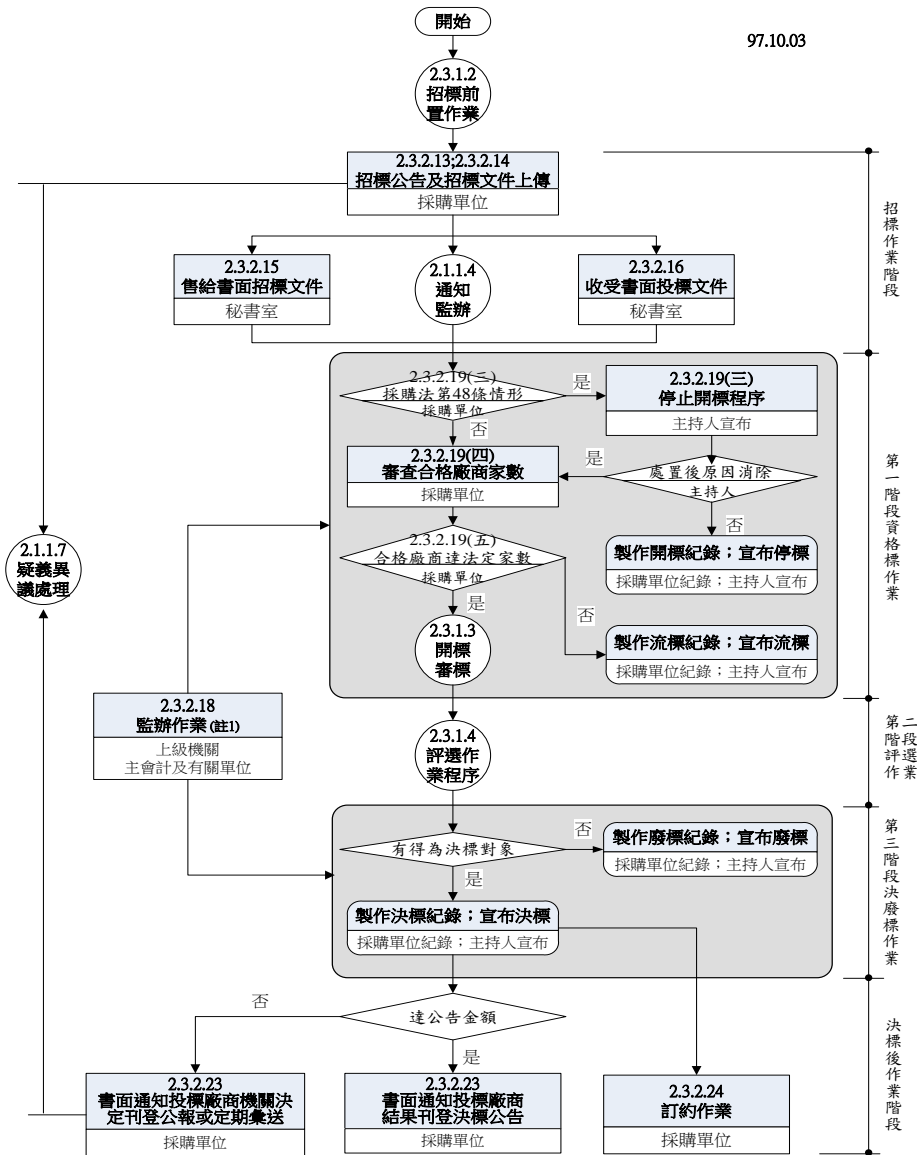 開始
97.10.03
2.3.1.2
招標前
置作業
2.3.2.13;2.3.2.14
招標公告及招標文件上傳
採購單位
招標作業階段
2.3.2.15
售給書面招標文件
秘書室
2.1.1.4
通知
監辦
2.3.2.16
收受書面投標文件
秘書室
2.3.2.19(三)
採購法第48條情形
採購單位
是
否
2.3.2.19(三)
停止開標程序
主持人宣布
2.3.2.19(四)
審查合格廠商家數
採購單位
是
處置後原因消除
主持人
否
第一階段資格標作業
2.3.2.19(五)
合格廠商達法定家數
採購單位
是
否
製作開標紀錄；宣布停標
採購單位紀錄；主持人宣布
2.1.1.7
疑義異
議處理
2.3.1.3
開標
審標
製作流標紀錄；宣布流標
採購單位紀錄；主持人宣布
2.3.2.18
監辦作業(註1)
上級機關
主會計及有關單位
2.3.1.4
評選作
業程序
第二
階段
評選
作業
有得為決標對象
否
是
製作廢標紀錄；宣布廢標
採購單位紀錄；主持人宣布
製作決標紀錄；宣布決標
採購單位紀錄；主持人宣布
第三階段決廢標作業
達公告金額
否
是
2.3.2.23
書面通知投標廠商機關決
定刊登公報或定期彙送
採購單位
2.3.2.23
書面通知投標廠商
結果刊登決標公告
採購單位
2.3.2.24
訂約作業
採購單位
決標後作業階段